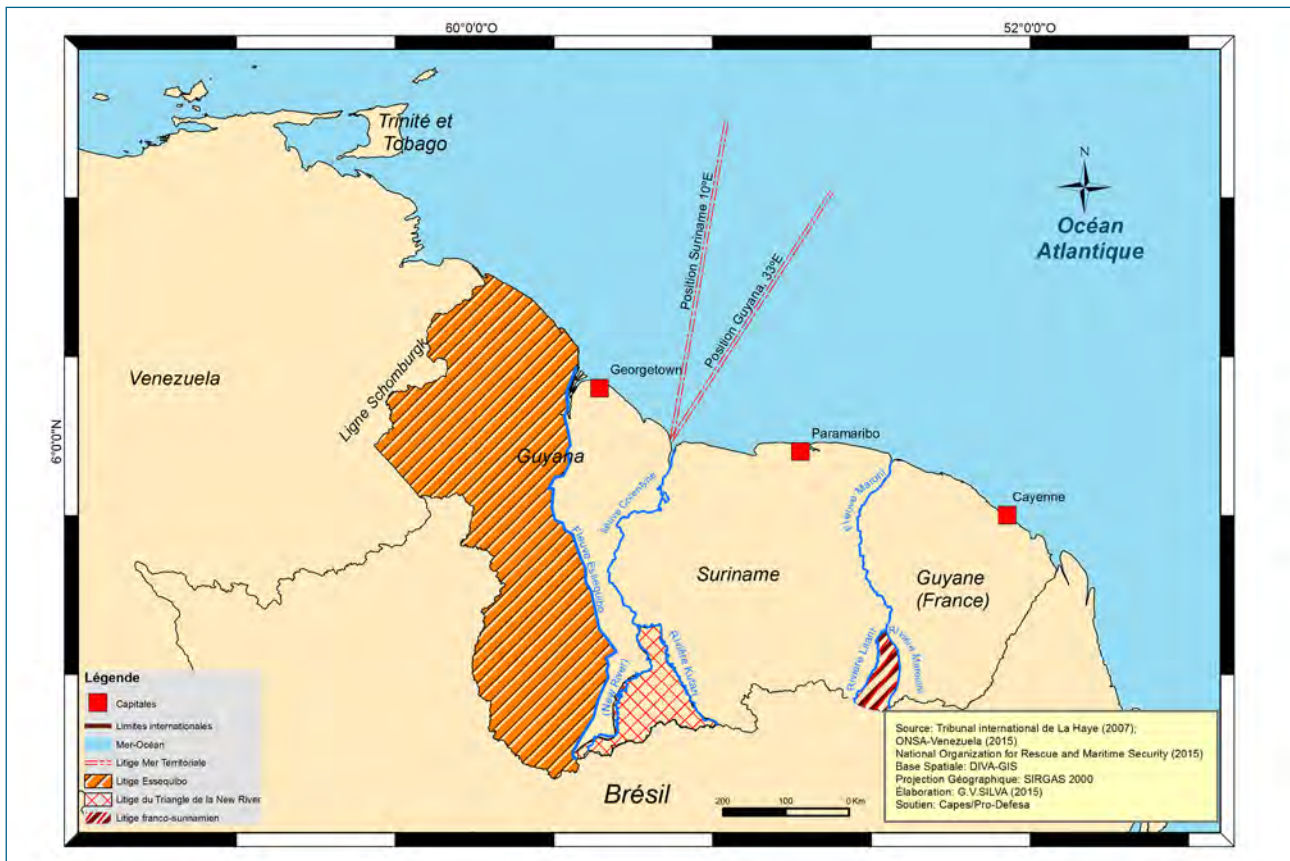 60°0'0"O
52°0'0"O
6°0'0"N
N
Océan
Atlantique
Trinité et
Tobago
Position Suriname 10ºE
Position Guyana, 33ºE
Venezuela
Ligne Schomburgk
Georgetown
Paramaribo
Cayenne
Guyana
fleuve Corentyne
Fleuve Essequibo
(fleuve Maroni)
Suriname
Guyane
(France)
(New River)
Rivière Kutari
Rivière Litani
Rivière Marouini
Brésil
200 100 0 Km
Légende
Capitales
Limites internationales
Mer-Océan
Litige Mer Territoriale
Litige Essequibo
Litige du Triangle de la New River
Litige franco-surinamien
Source: Tribunal international de La Haye (2007);
ONSA-Venezuela (2015)
National Organization for Rescue and Maritime Security (2015)
Base Spatiale: DIVA-GIS
Projection Géographique: SIRGAS 2000
Élaboration: G.V.SILVA (2015)
Soutien: Capes/Pro-Defesa